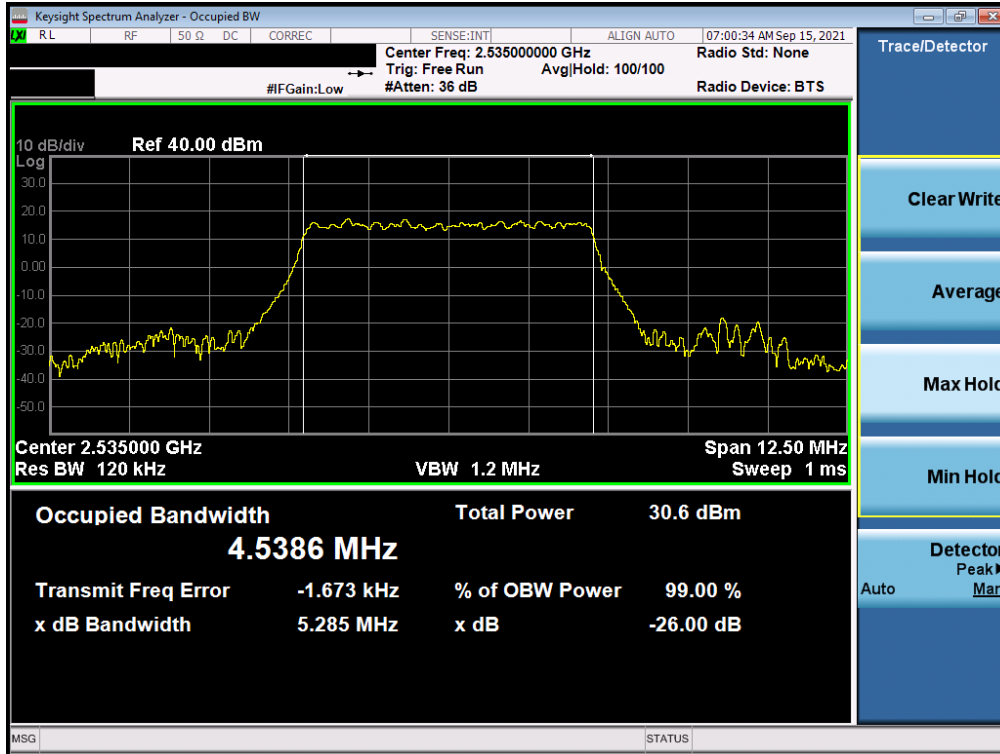 Keysight Spectrum Analyzer - Occupied BW
LXI RL RF 50 Ω DC CORREC SENSE:INT ALIGN AUTO 07:00:34 AM Sep 15, 2021
Center Freq: 2.535000000 GHz Radio Std: None
Trig: Free Run Avg|Hold: 100/100
#IFGain:Low #Atten: 36 dB Radio Device: BTS
Trace/Detector
10 dB/div Ref 40.00 dBm
Log
30.0
20.0
10.0
0.00
-10.0
-20.0
-30.0
-40.0
-50.0
Center 2.535000 GHz Span 12.50 MHz
Res BW 120 kHz VBW 1.2 MHz Sweep 1 ms
Occupied Bandwidth Total Power 30.6 dBm
4.5386 MHz
Transmit Freq Error -1.673 kHz % of OBW Power 99.00 %
x dB Bandwidth 5.285 MHz x dB -26.00 dB
Clear Write
Average
Max Hold
Min Hold
Detector
Peak
Auto Man
MSG STATUS